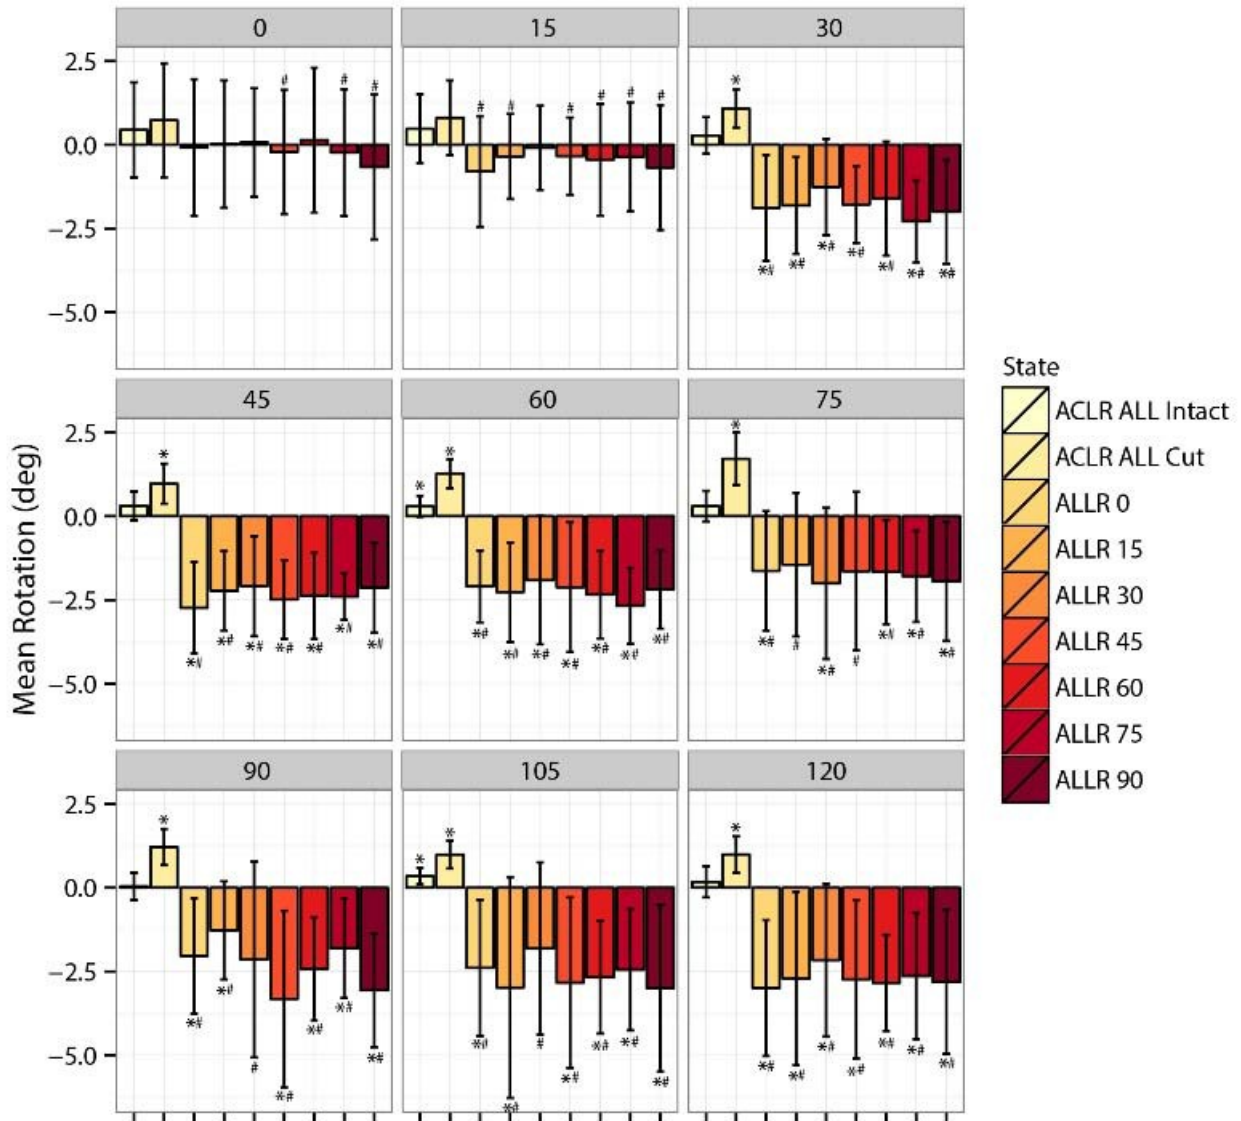 0 15 30
2.5
# # #
# # # # # #
*
0.0
−2.5
*# *# *# *# *# *# *#
−5.0
State
45 60 75
ACLR ALL Intact
2.5
* * * *
ACLR ALL Cut
ALLR 0
0.0
ALLR 15
ALLR 30
−2.5
*# *# *# *# *# *# *#
*# *# *# *# *# *# *#
*# # *# # *# *# *#
ALLR 45
−5.0
ALLR 60
ALLR 75
ALLR 90
Mean Rotation (deg)
90 105 120
2.5
* * * *
0.0
−2.5
*# *# # *# *# *# *#
*# *# # *# *# *# *#
*# *# *# *# *# *# *#
−5.0